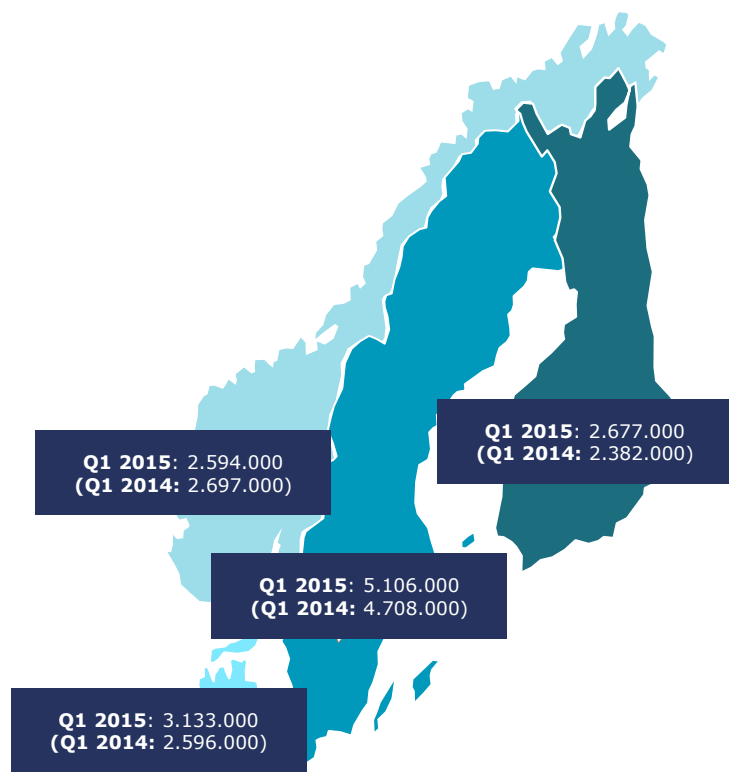 Q1 2015: 2.677.000
(Q1 2014: 2.382.000)
Q1 2015: 2.594.000
(Q1 2014: 2.697.000)
Q1 2015: 5.106.000
(Q1 2014: 4.708.000)
Q1 2015: 3.133.000
(Q1 2014: 2.596.000)